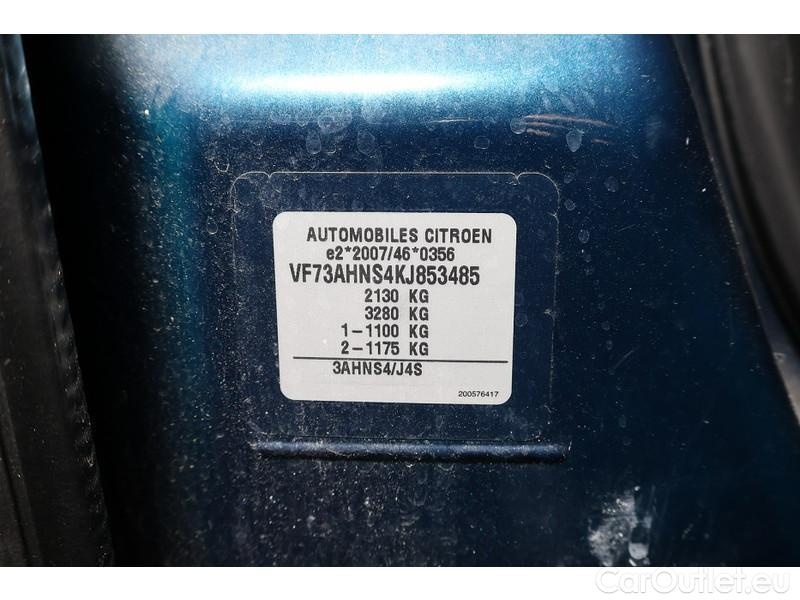 AUTOMOBILES CITROEN
e2*2007/46*0356
VF73AHNS4KJ853485
2130 KG
3280 KG
1-1100 KG
2-1175 KG
3AHNS4/J4S
200576417
CarOutlet.eu